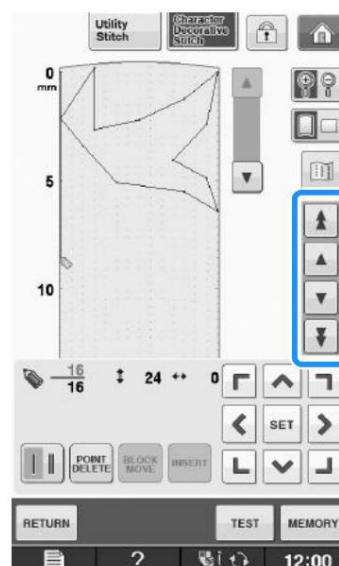 Utility
Stitch
Character
Decorative
Stitch
0
mm
5
10
16
16
24
0
SET
POINT
DELETE
BLOCK
MOVE
INSERT
RETURN
TEST
MEMORY
?
12:00